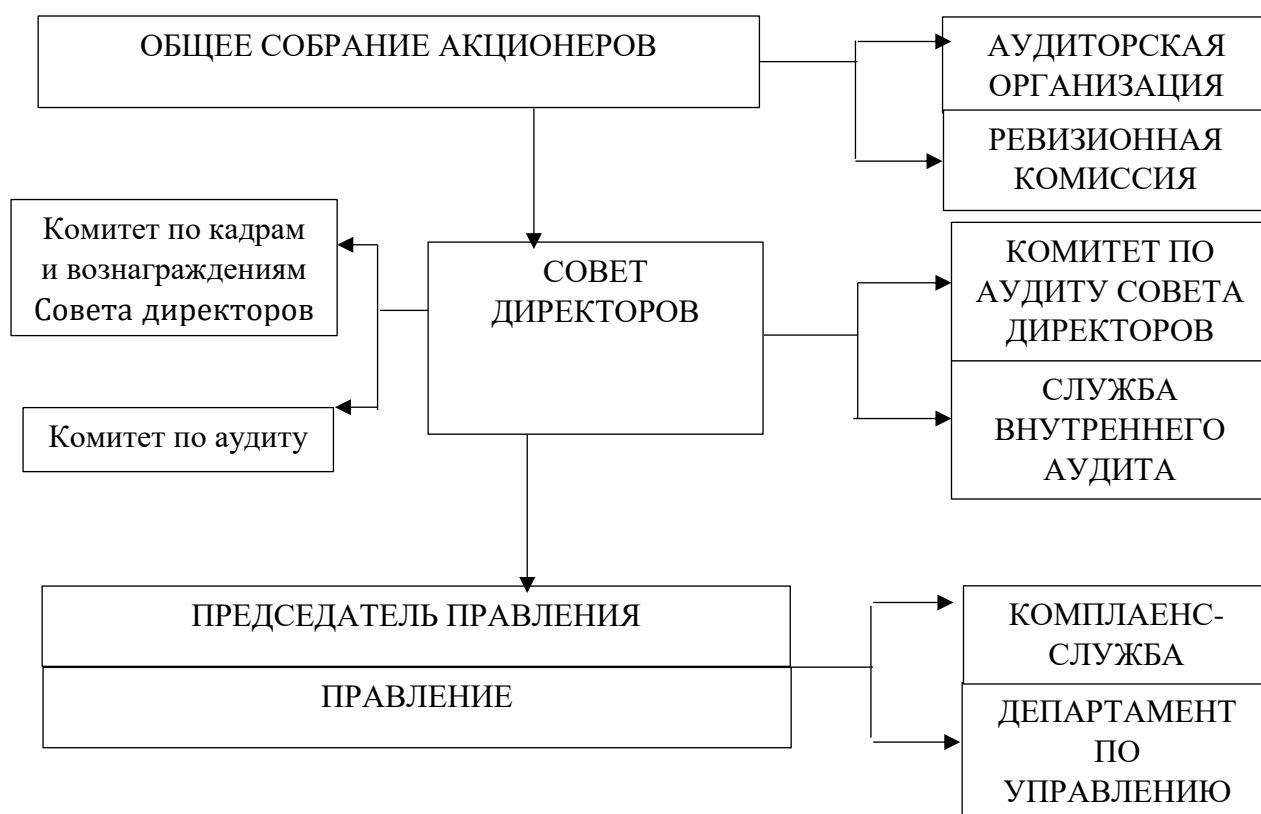 ОБЩЕЕ СОБРАНИЕ АКЦИОНЕРОВ
АУДИТОРСКАЯ
ОРГАНИЗАЦИЯ
РЕВИЗИОННАЯ
КОМИССИЯ
Комитет по кадрам
и вознаграждениям
Совета директоров
Комитет по аудиту
СОВЕТ
ДИРЕКТОРОВ
КОМИТЕТ ПО
АУДИТУ СОВЕТА
ДИРЕКТОРОВ
СЛУЖБА
ВНУТРЕННЕГО
АУДИТА
ПРЕДСЕДАТЕЛЬ ПРАВЛЕНИЯ
ПРАВЛЕНИЕ
КОМПЛАЕНС-
СЛУЖБА
ДЕПАРТАМЕНТ
ПО
УПРАВЛЕНИЮ